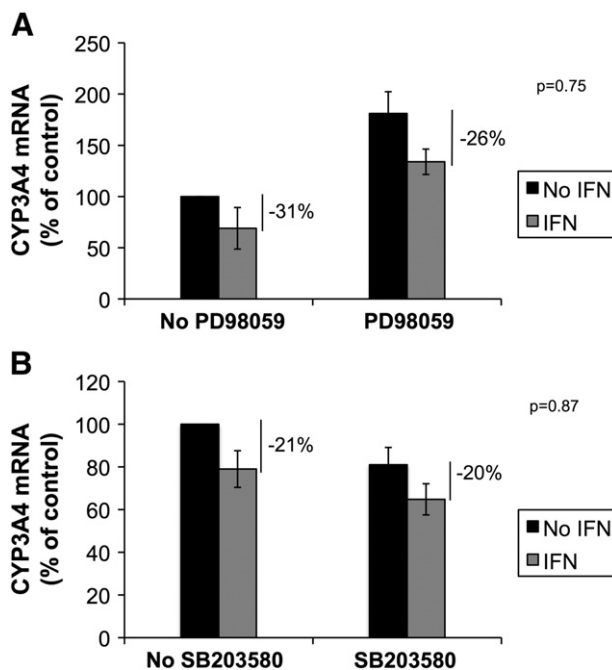 A
CYP3A4 mRNA
(% of control)
250
200
150
100
50
0
-31%
-26%
p=0.75
No IFN
IFN
No PD98059
PD98059
B
CYP3A4 mRNA
(% of control)
120
100
80
60
40
20
0
-21%
-20%
p=0.87
No IFN
IFN
No SB203580
SB203580